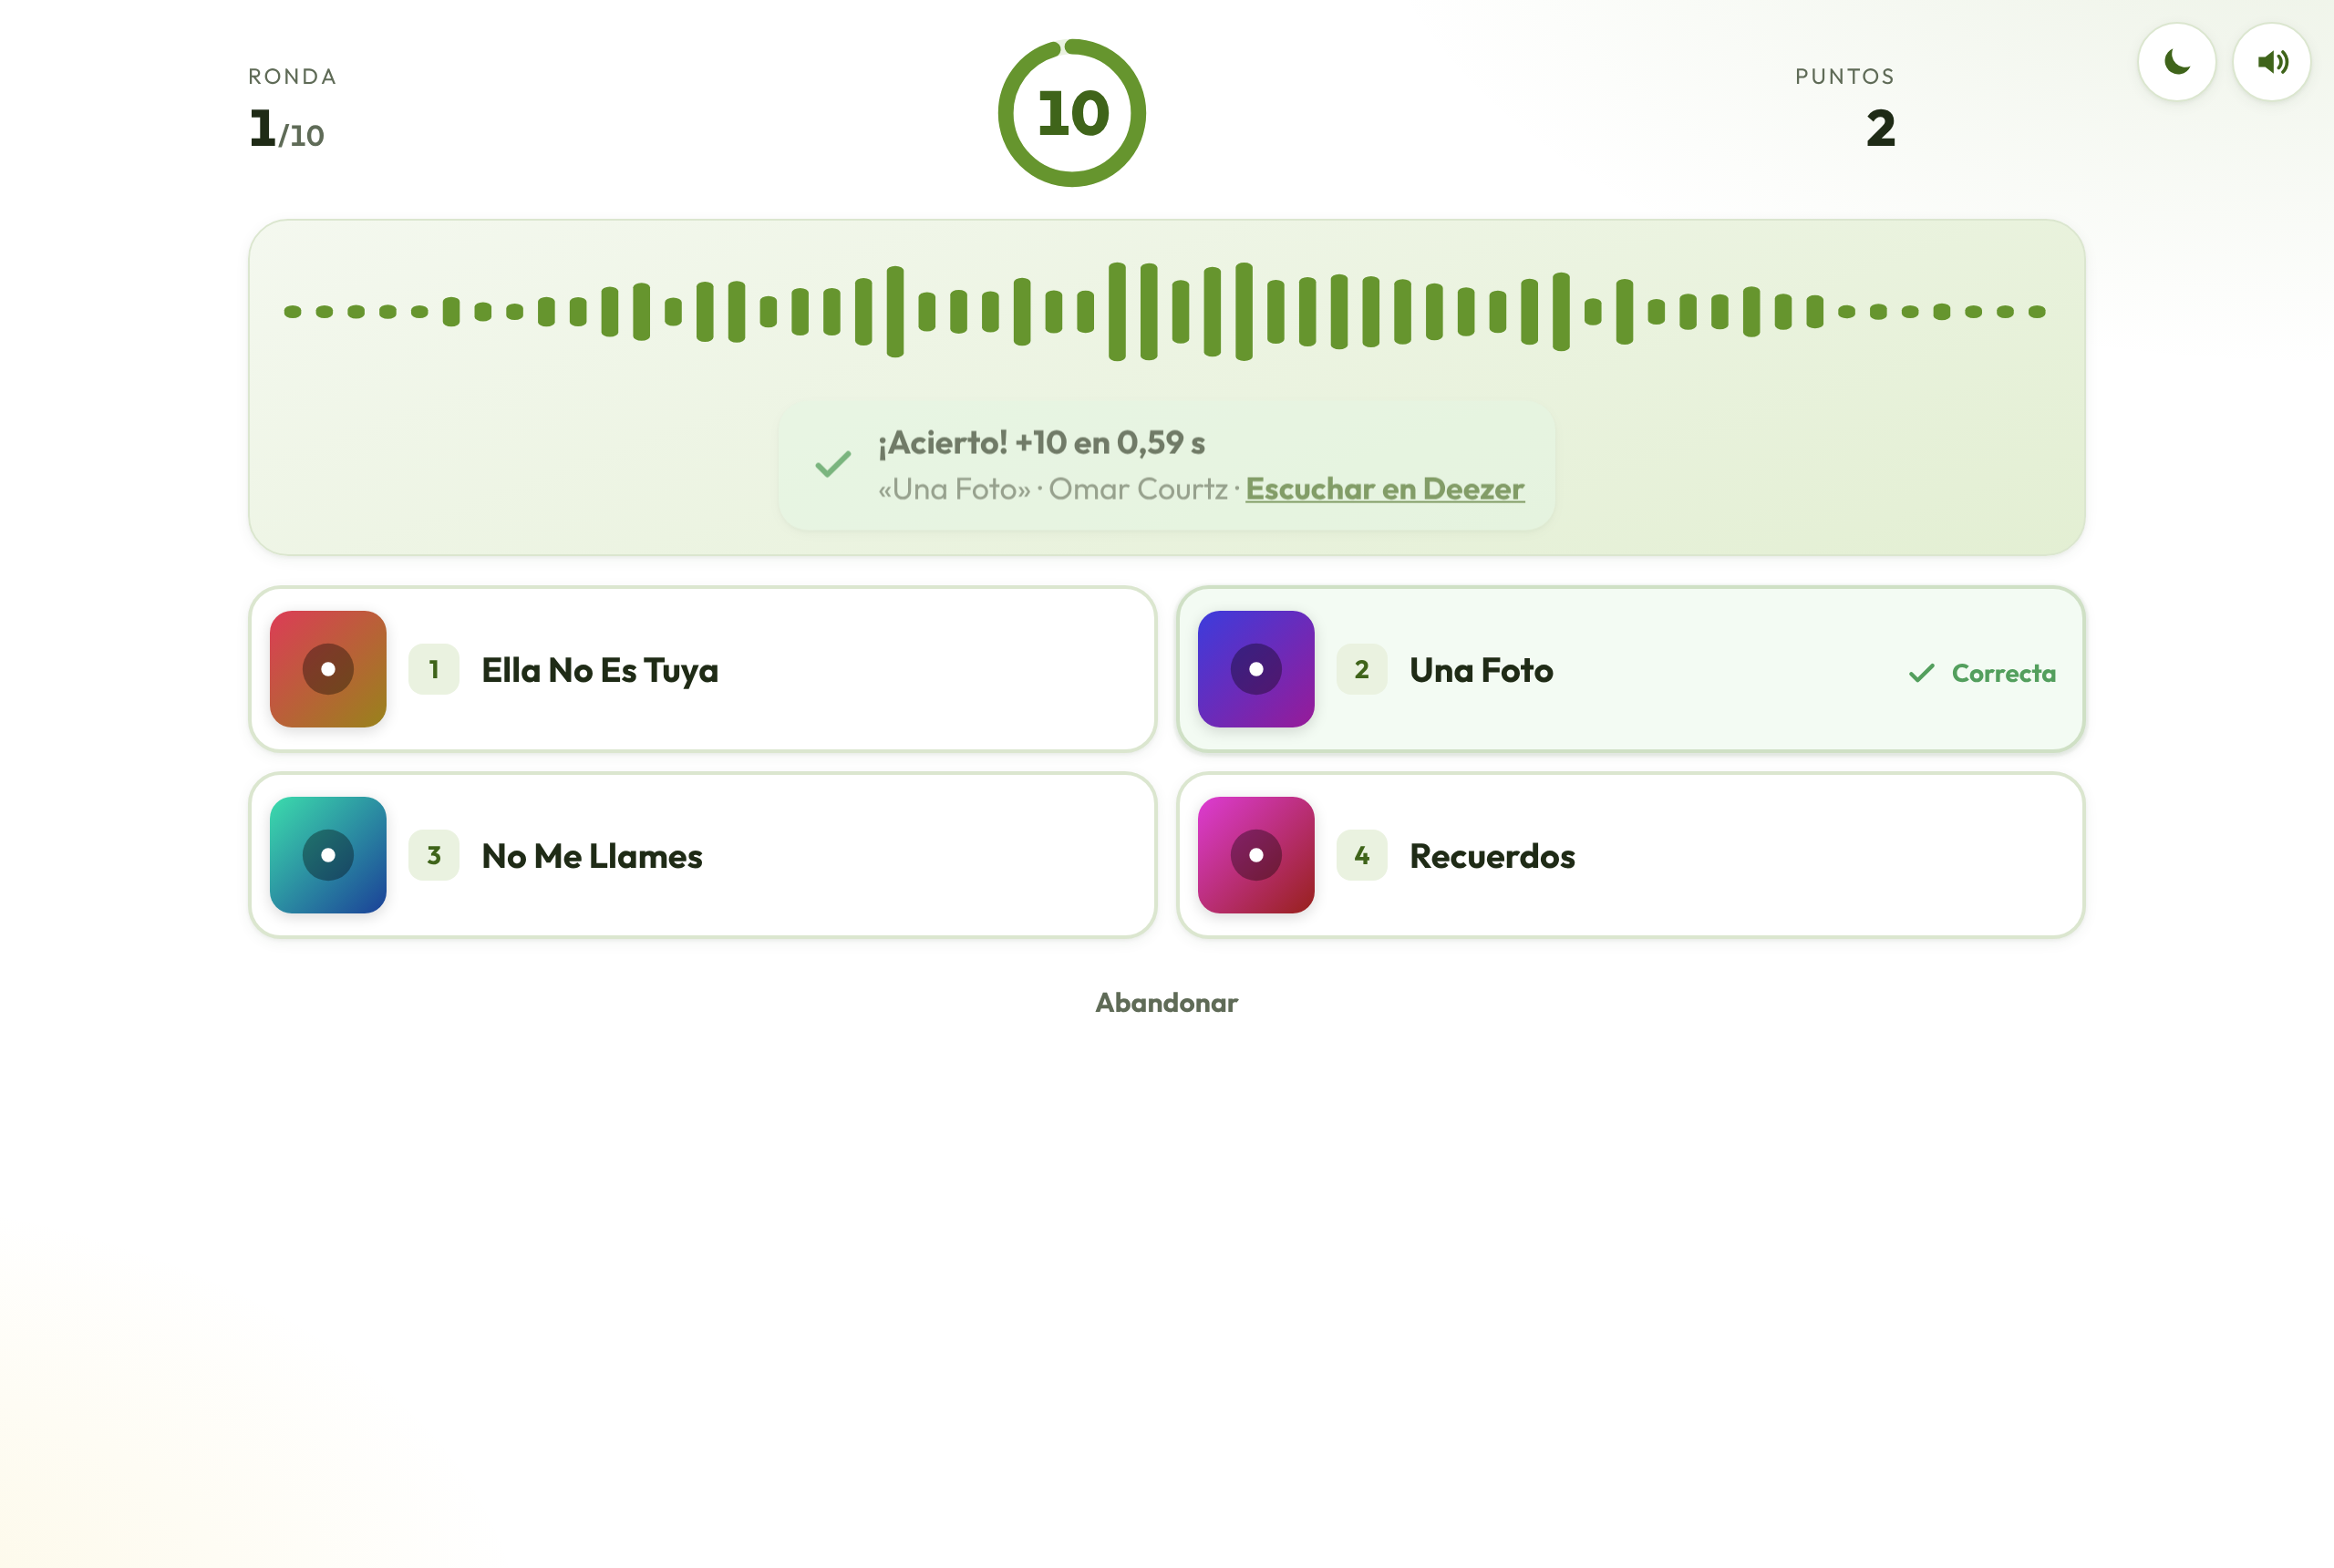 RONDA
1/10
10
PUNTOS
2
¡Acierto! +10 en 0,59 s
«Una Foto» · Omar Courtz · Escuchar en Deezer
1 Ella No Es Tuya
2 Una Foto Correcta
3 No Me Llames
4 Recuerdos
Abandonar